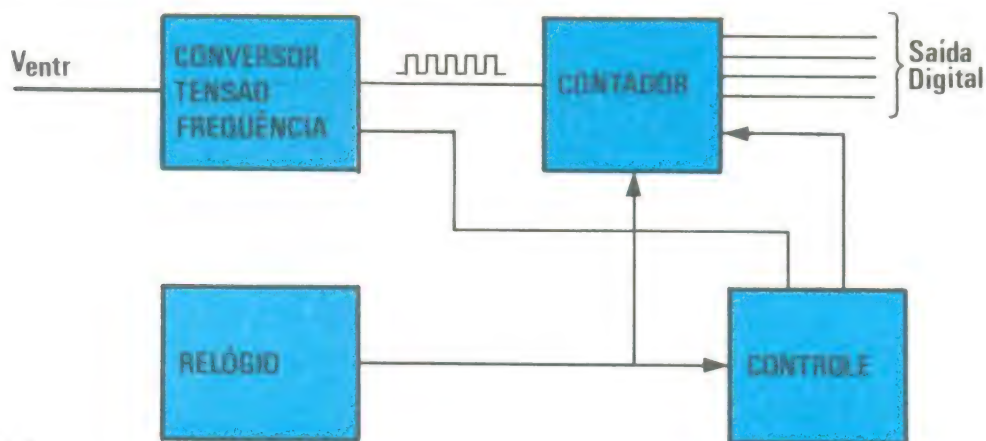 Ventr
CONVERSOR
TENSAO
FREQUÊNCIA
CONTADOR
Saída
Digital
RELÓGIO
CONTROLE